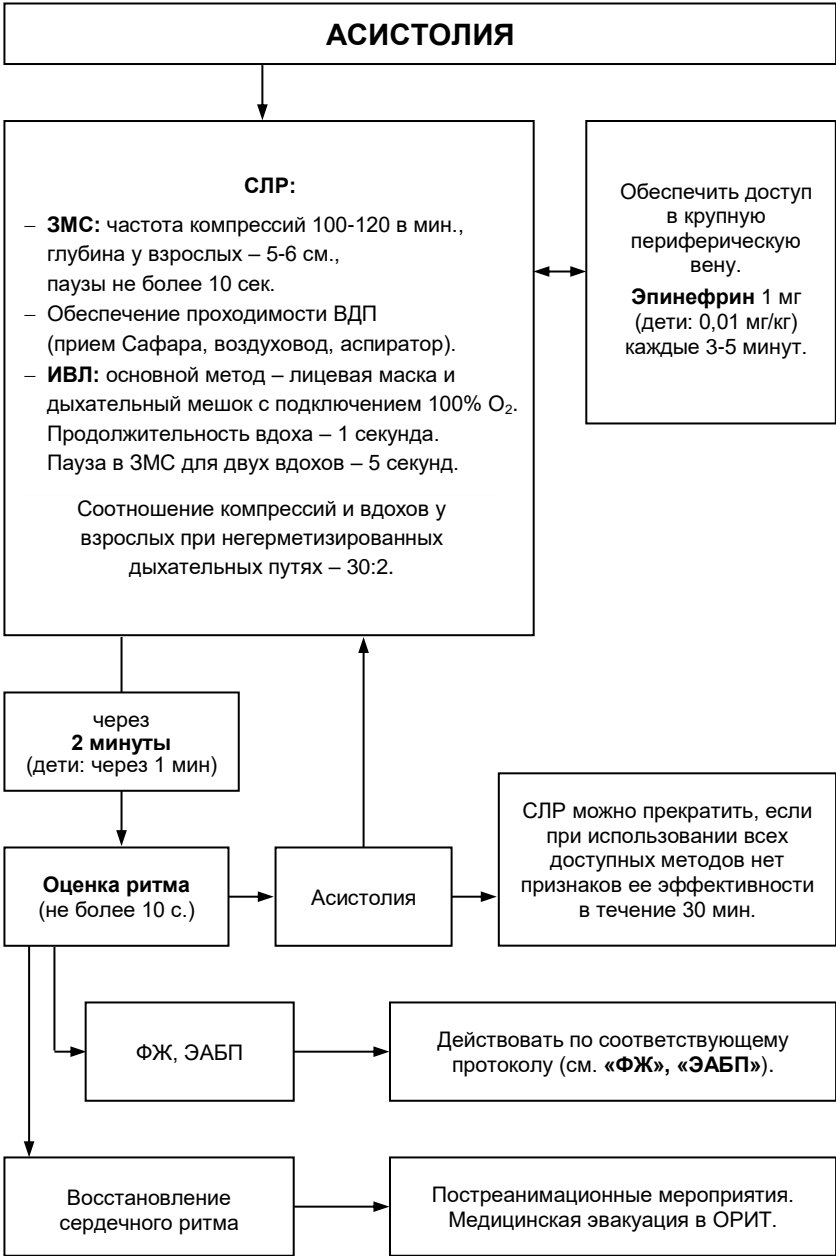 АСИСТОЛИЯ
СЛР:
– ЗМС: частота компрессий 100-120 в мин.,
глубина у взрослых – 5-6 см.,
паузы не более 10 сек.
– Обеспечение проходимости ВДП
(прием Сафара, воздуховод, аспиратор).
– ИВЛ: основной метод – лицевая маска и
дыхательный мешок с подключением 100% O₂.
Продолжительность вдоха – 1 секунда.
Пауза в ЗМС для двух вдохов – 5 секунд.
Соотношение компрессий и вдохов у
взрослых при негерметизированных
дыхательных путях – 30:2.
Обеспечить доступ
в крупную
периферическую
вену.
Эпинефрин 1 мг
(дети: 0,01 мг/кг)
каждые 3-5 минут.
через
2 минуты
(дети: через 1 мин)
Оценка ритма
(не более 10 с.)
Асистолия
СЛР можно прекратить, если
при использовании всех
доступных методов нет
признаков ее эффективности
в течение 30 мин.
ФЖ, ЭАБП
Действовать по соответствующему
протоколу (см. «ФЖ», «ЭАБП»).
Восстановление
сердечного ритма
Постреанимационные мероприятия.
Медицинская эвакуация в ОРИТ.